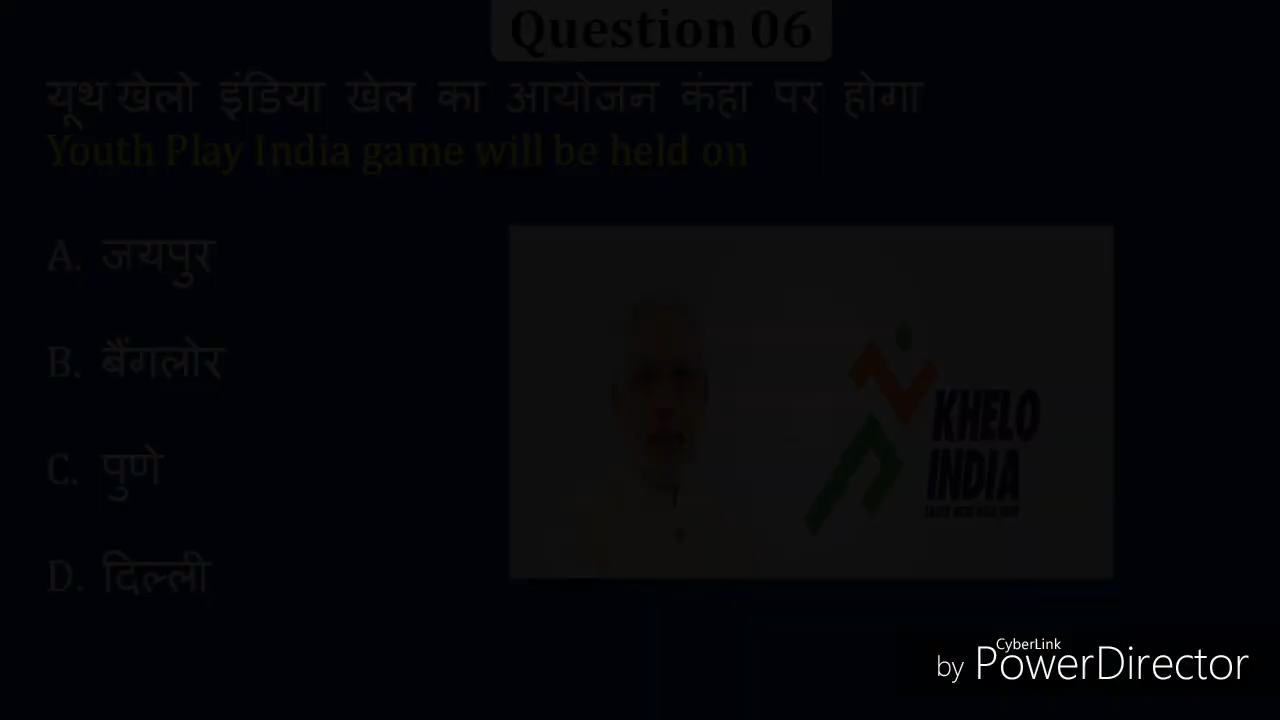 Question 06
यूथ खेलो इंडिया खेल का आयोजन कंहा पर होगा
Youth Play India game will be held on
A. जयपुर
B. बैंगलोर
C. पुणे
D. दिल्ली
KHELO
INDIA
CyberLink
by PowerDirector